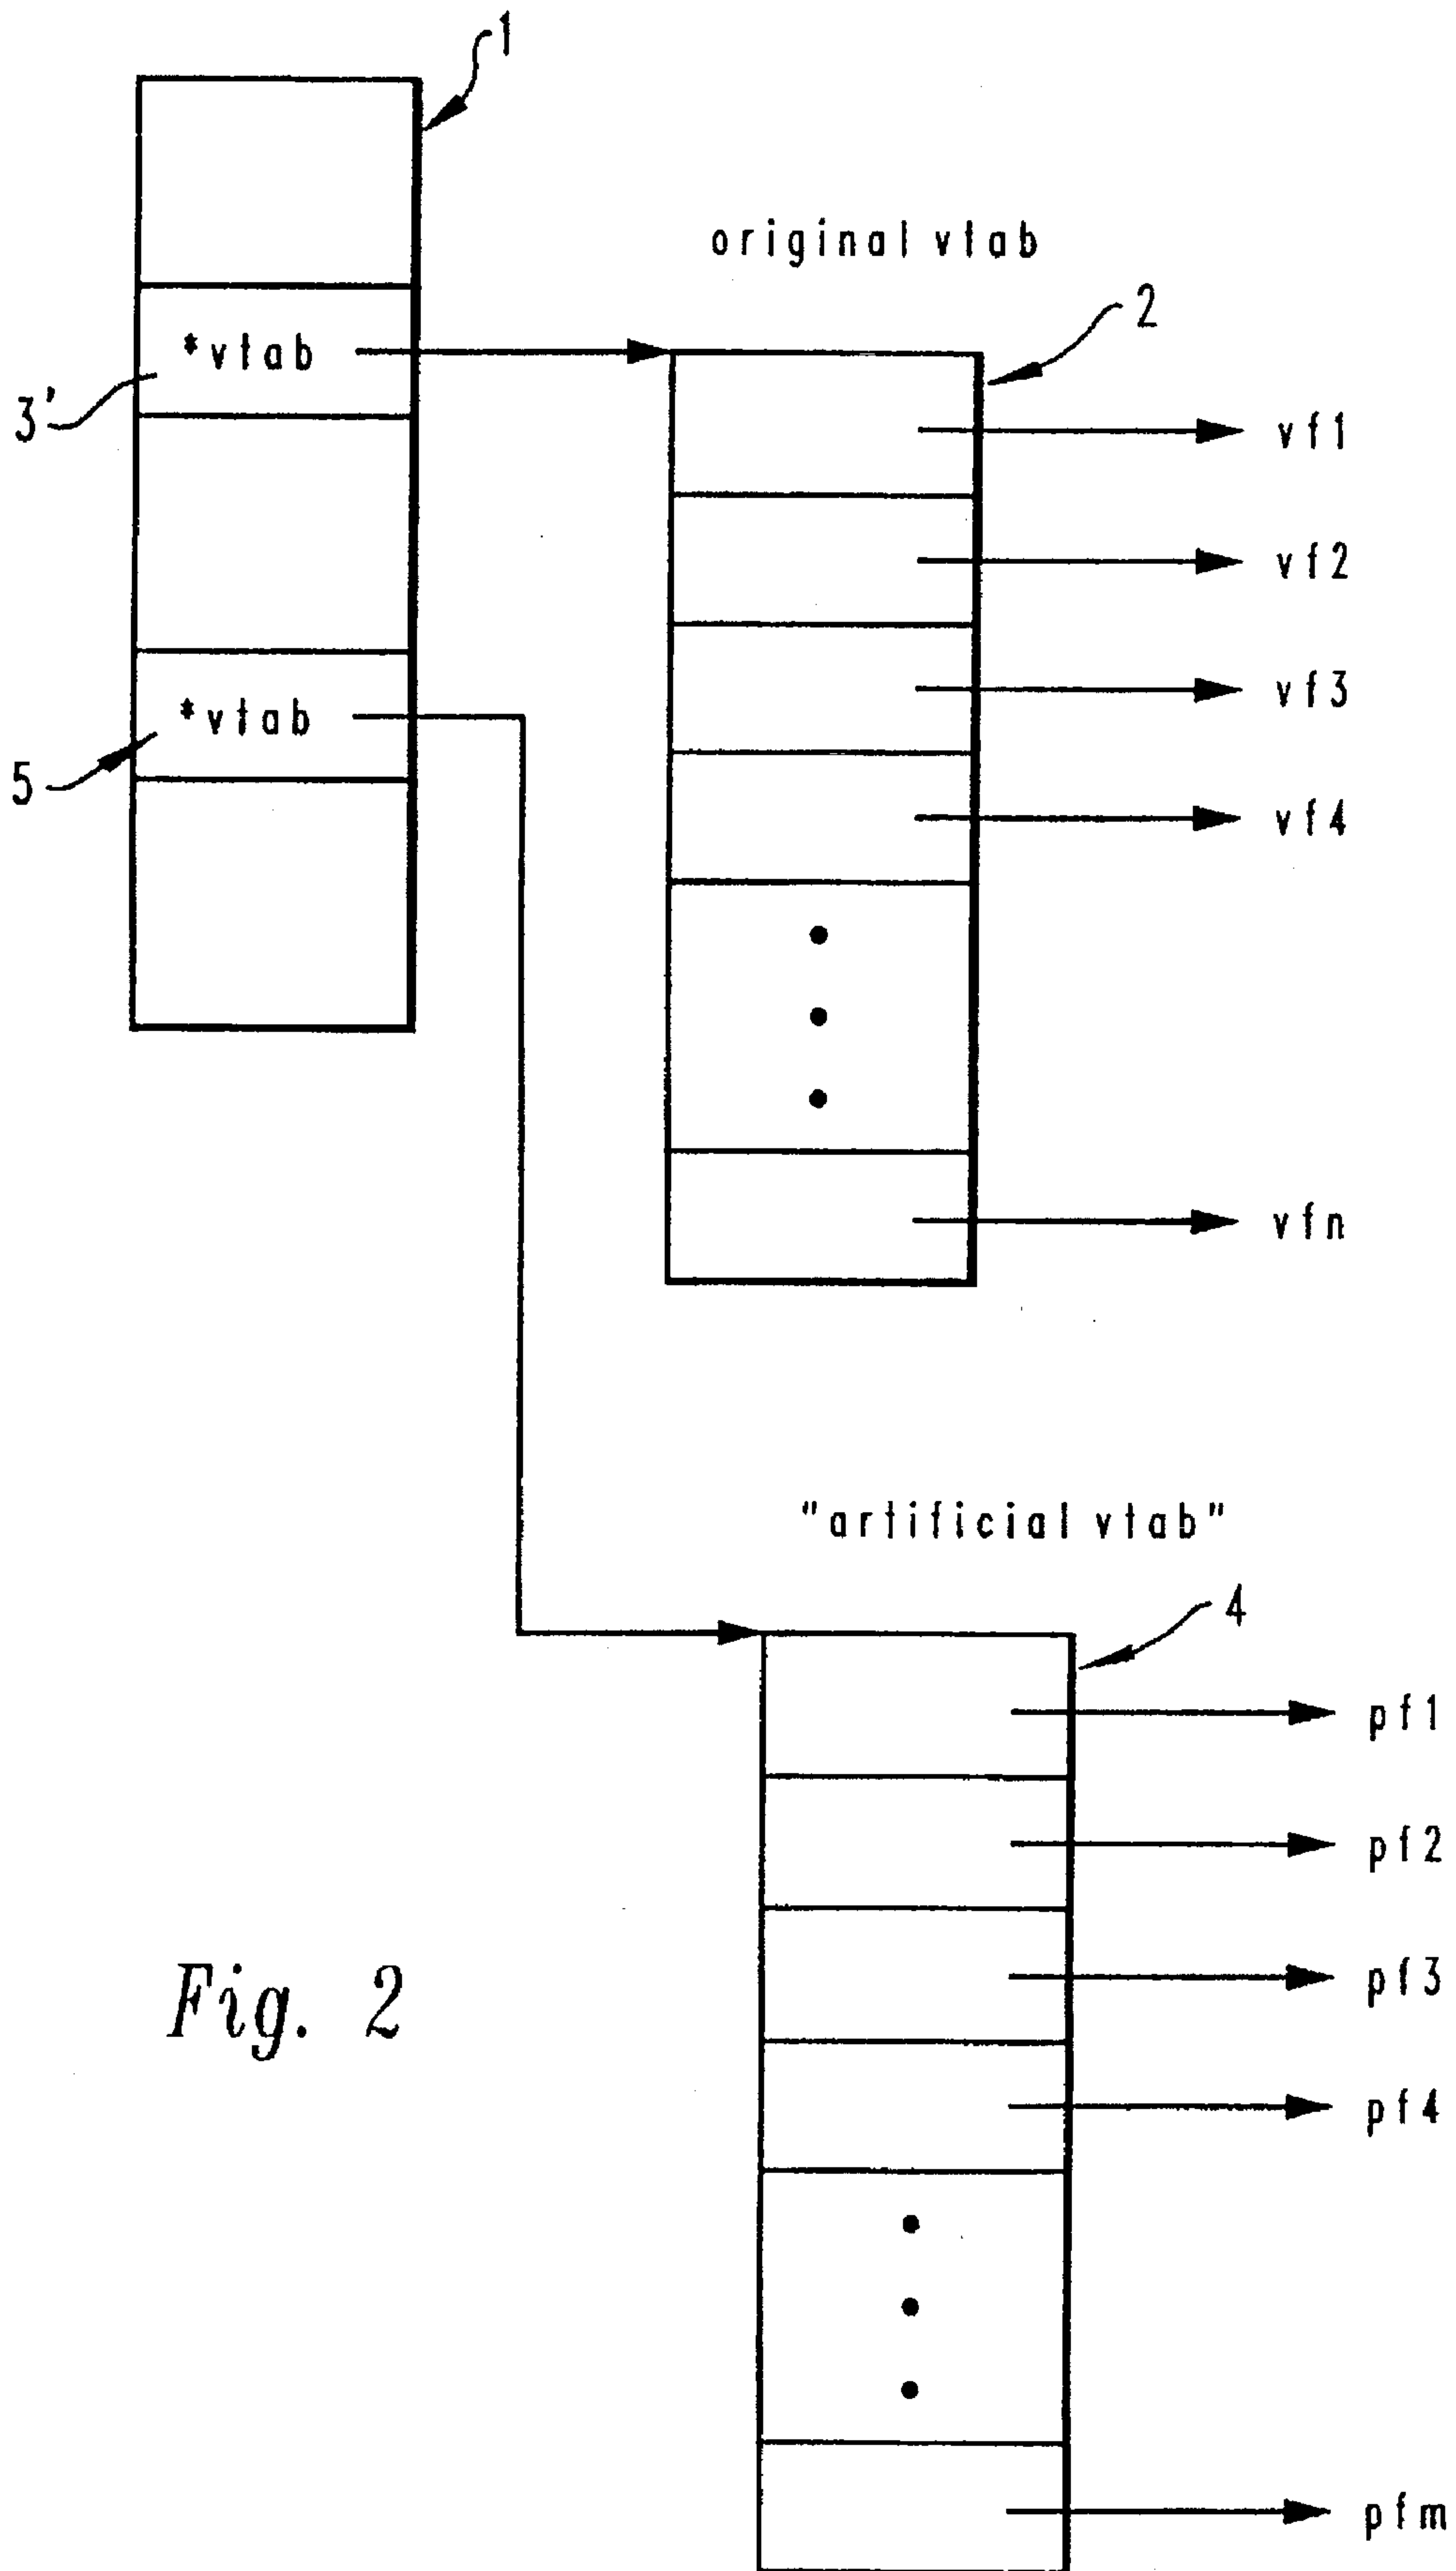 1
original vtab
2
*vtab
3'
vf1
vf2
vf3
*vtab
5
vf4
vfn
"artificial vtab"
4
pf1
pf2
pf3
Fig. 2
pf4
pfm